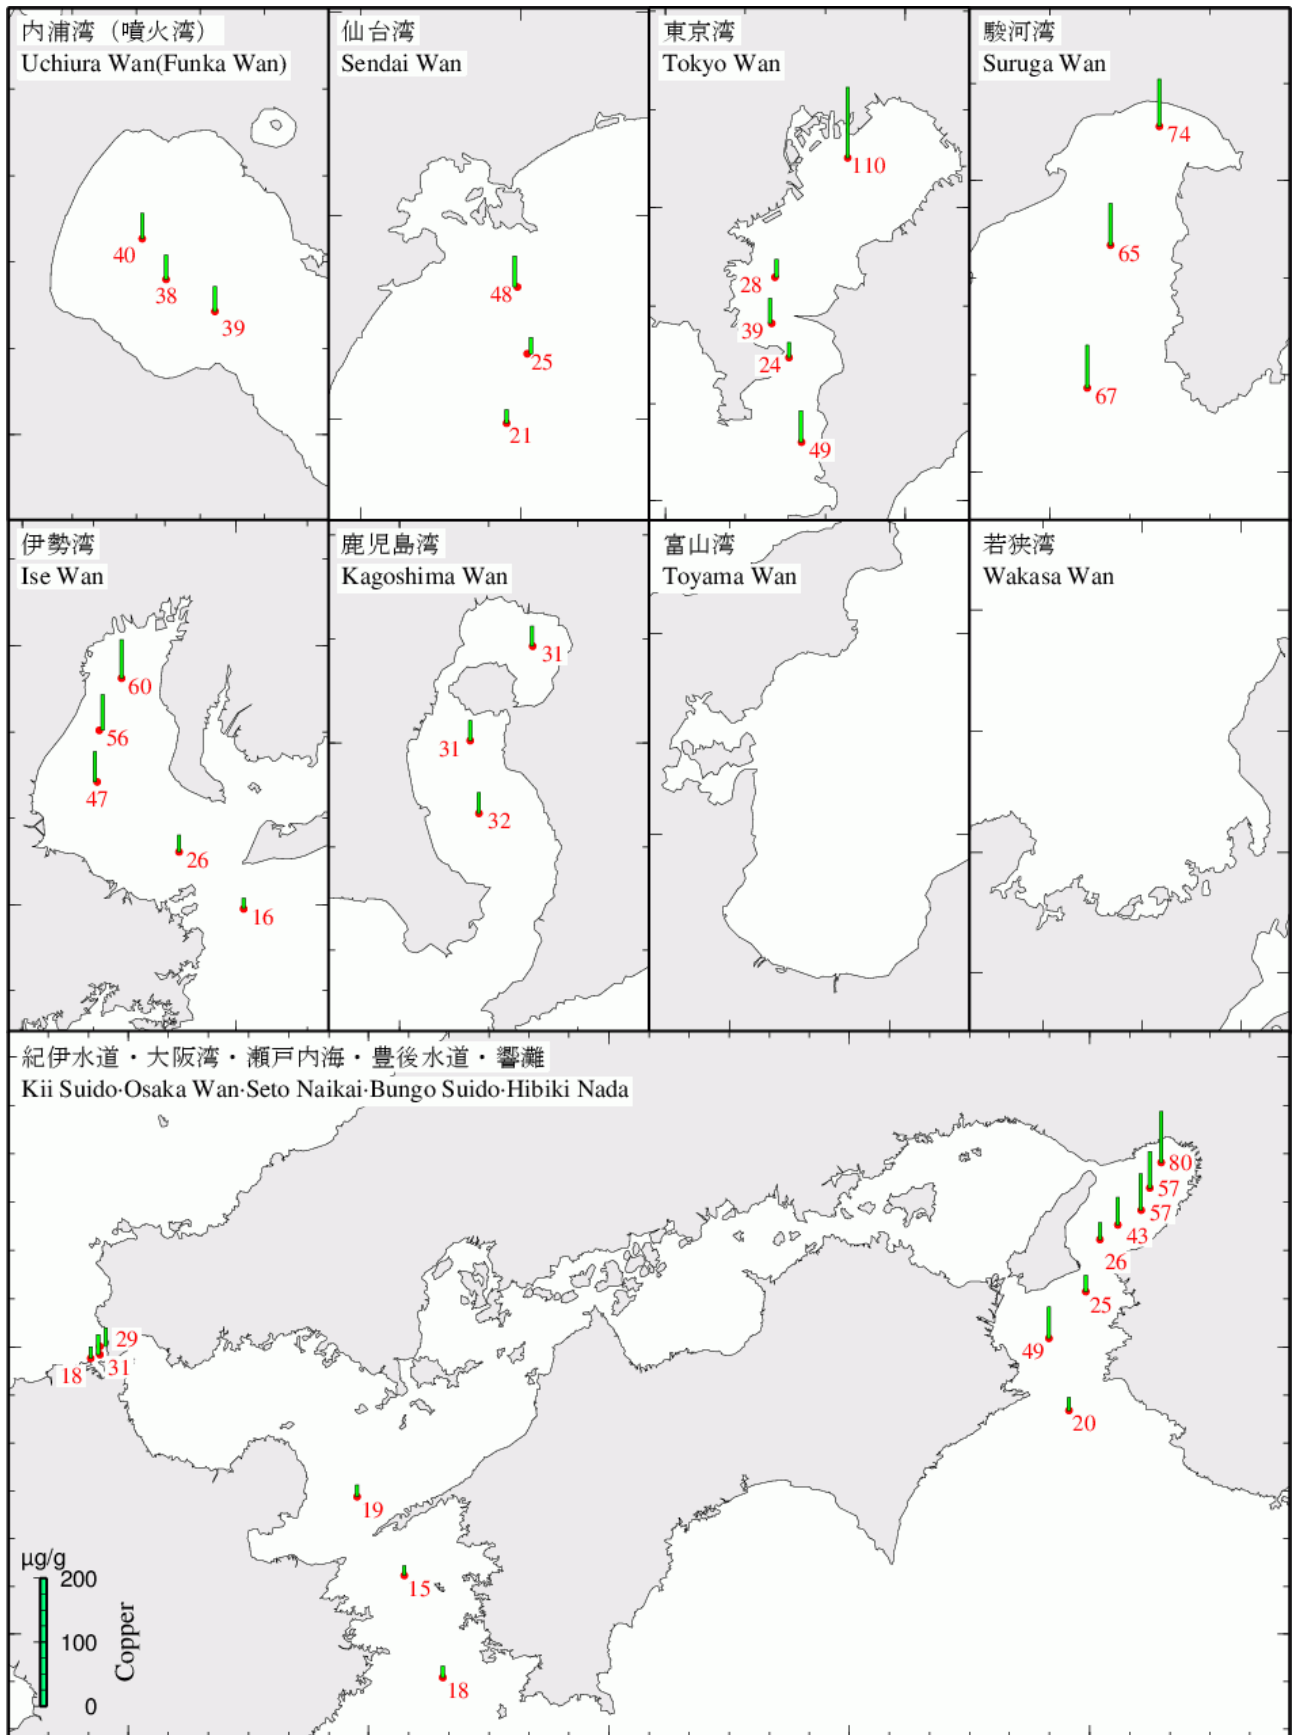 内浦湾（噴火湾）
Uchiura Wan(Funka Wan)
40
38
39
仙台湾
Sendai Wan
48
25
21
東京湾
Tokyo Wan
110
28
39
24
49
駿河湾
Suruga Wan
74
65
67
伊勢湾
Ise Wan
60
56
47
26
16
鹿児島湾
Kagoshima Wan
31
31
32
富山湾
Toyama Wan
若狭湾
Wakasa Wan
紀伊水道・大阪湾・瀬戸内海・豊後水道・響灘
Kii Suido·Osaka Wan·Seto Naikai·Bungo Suido·Hibiki Nada
80
57
57
43
26
25
49
20
29
31
18
19
15
18
µg/g
200
100
0
Copper